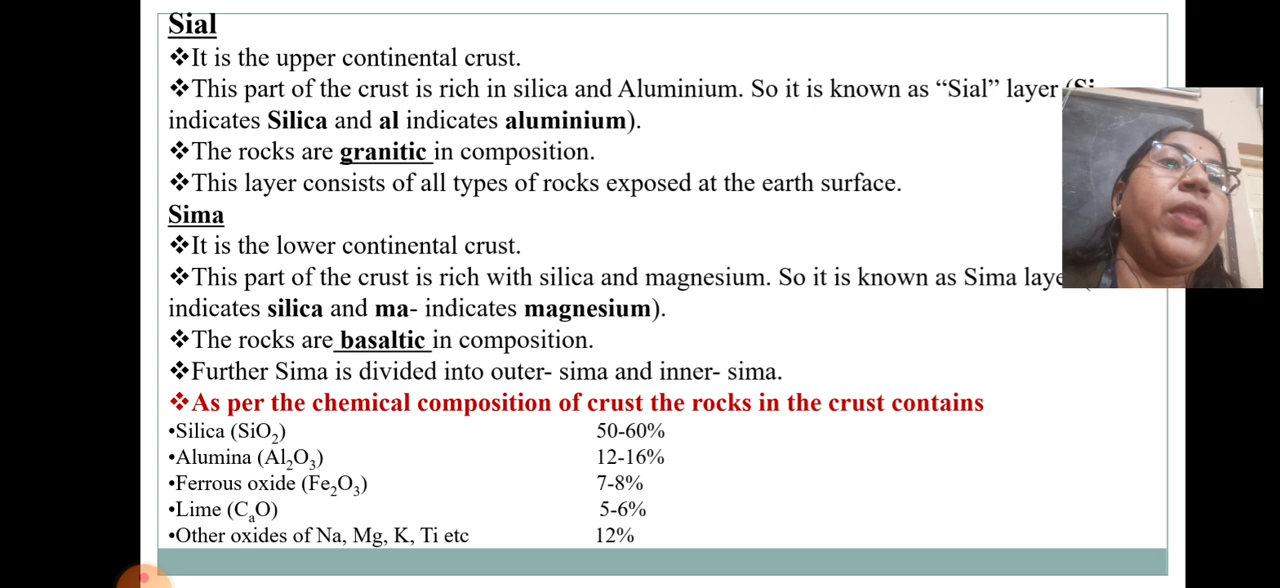 Sial
❖It is the upper continental crust.
❖This part of the crust is rich in silica and Aluminium. So it is known as “Sial” layer (Si
indicates Silica and al indicates aluminium).
❖The rocks are granitic in composition.
❖This layer consists of all types of rocks exposed at the earth surface.
Sima
❖It is the lower continental crust.
❖This part of the crust is rich with silica and magnesium. So it is known as Sima
indicates silica and ma- indicates magnesium).
❖The rocks are basaltic in composition.
❖Further Sima is divided into outer- sima and inner- sima.
❖As per the chemical composition of crust the rocks in the crust contains
•Silica (SiO₂) 50-60%
•Alumina (Al₂O₃) 12-16%
•Ferrous oxide (Fe₂O₃) 7-8%
•Lime (CₐO) 5-6%
•Other oxides of Na, Mg, K, Ti etc 12%